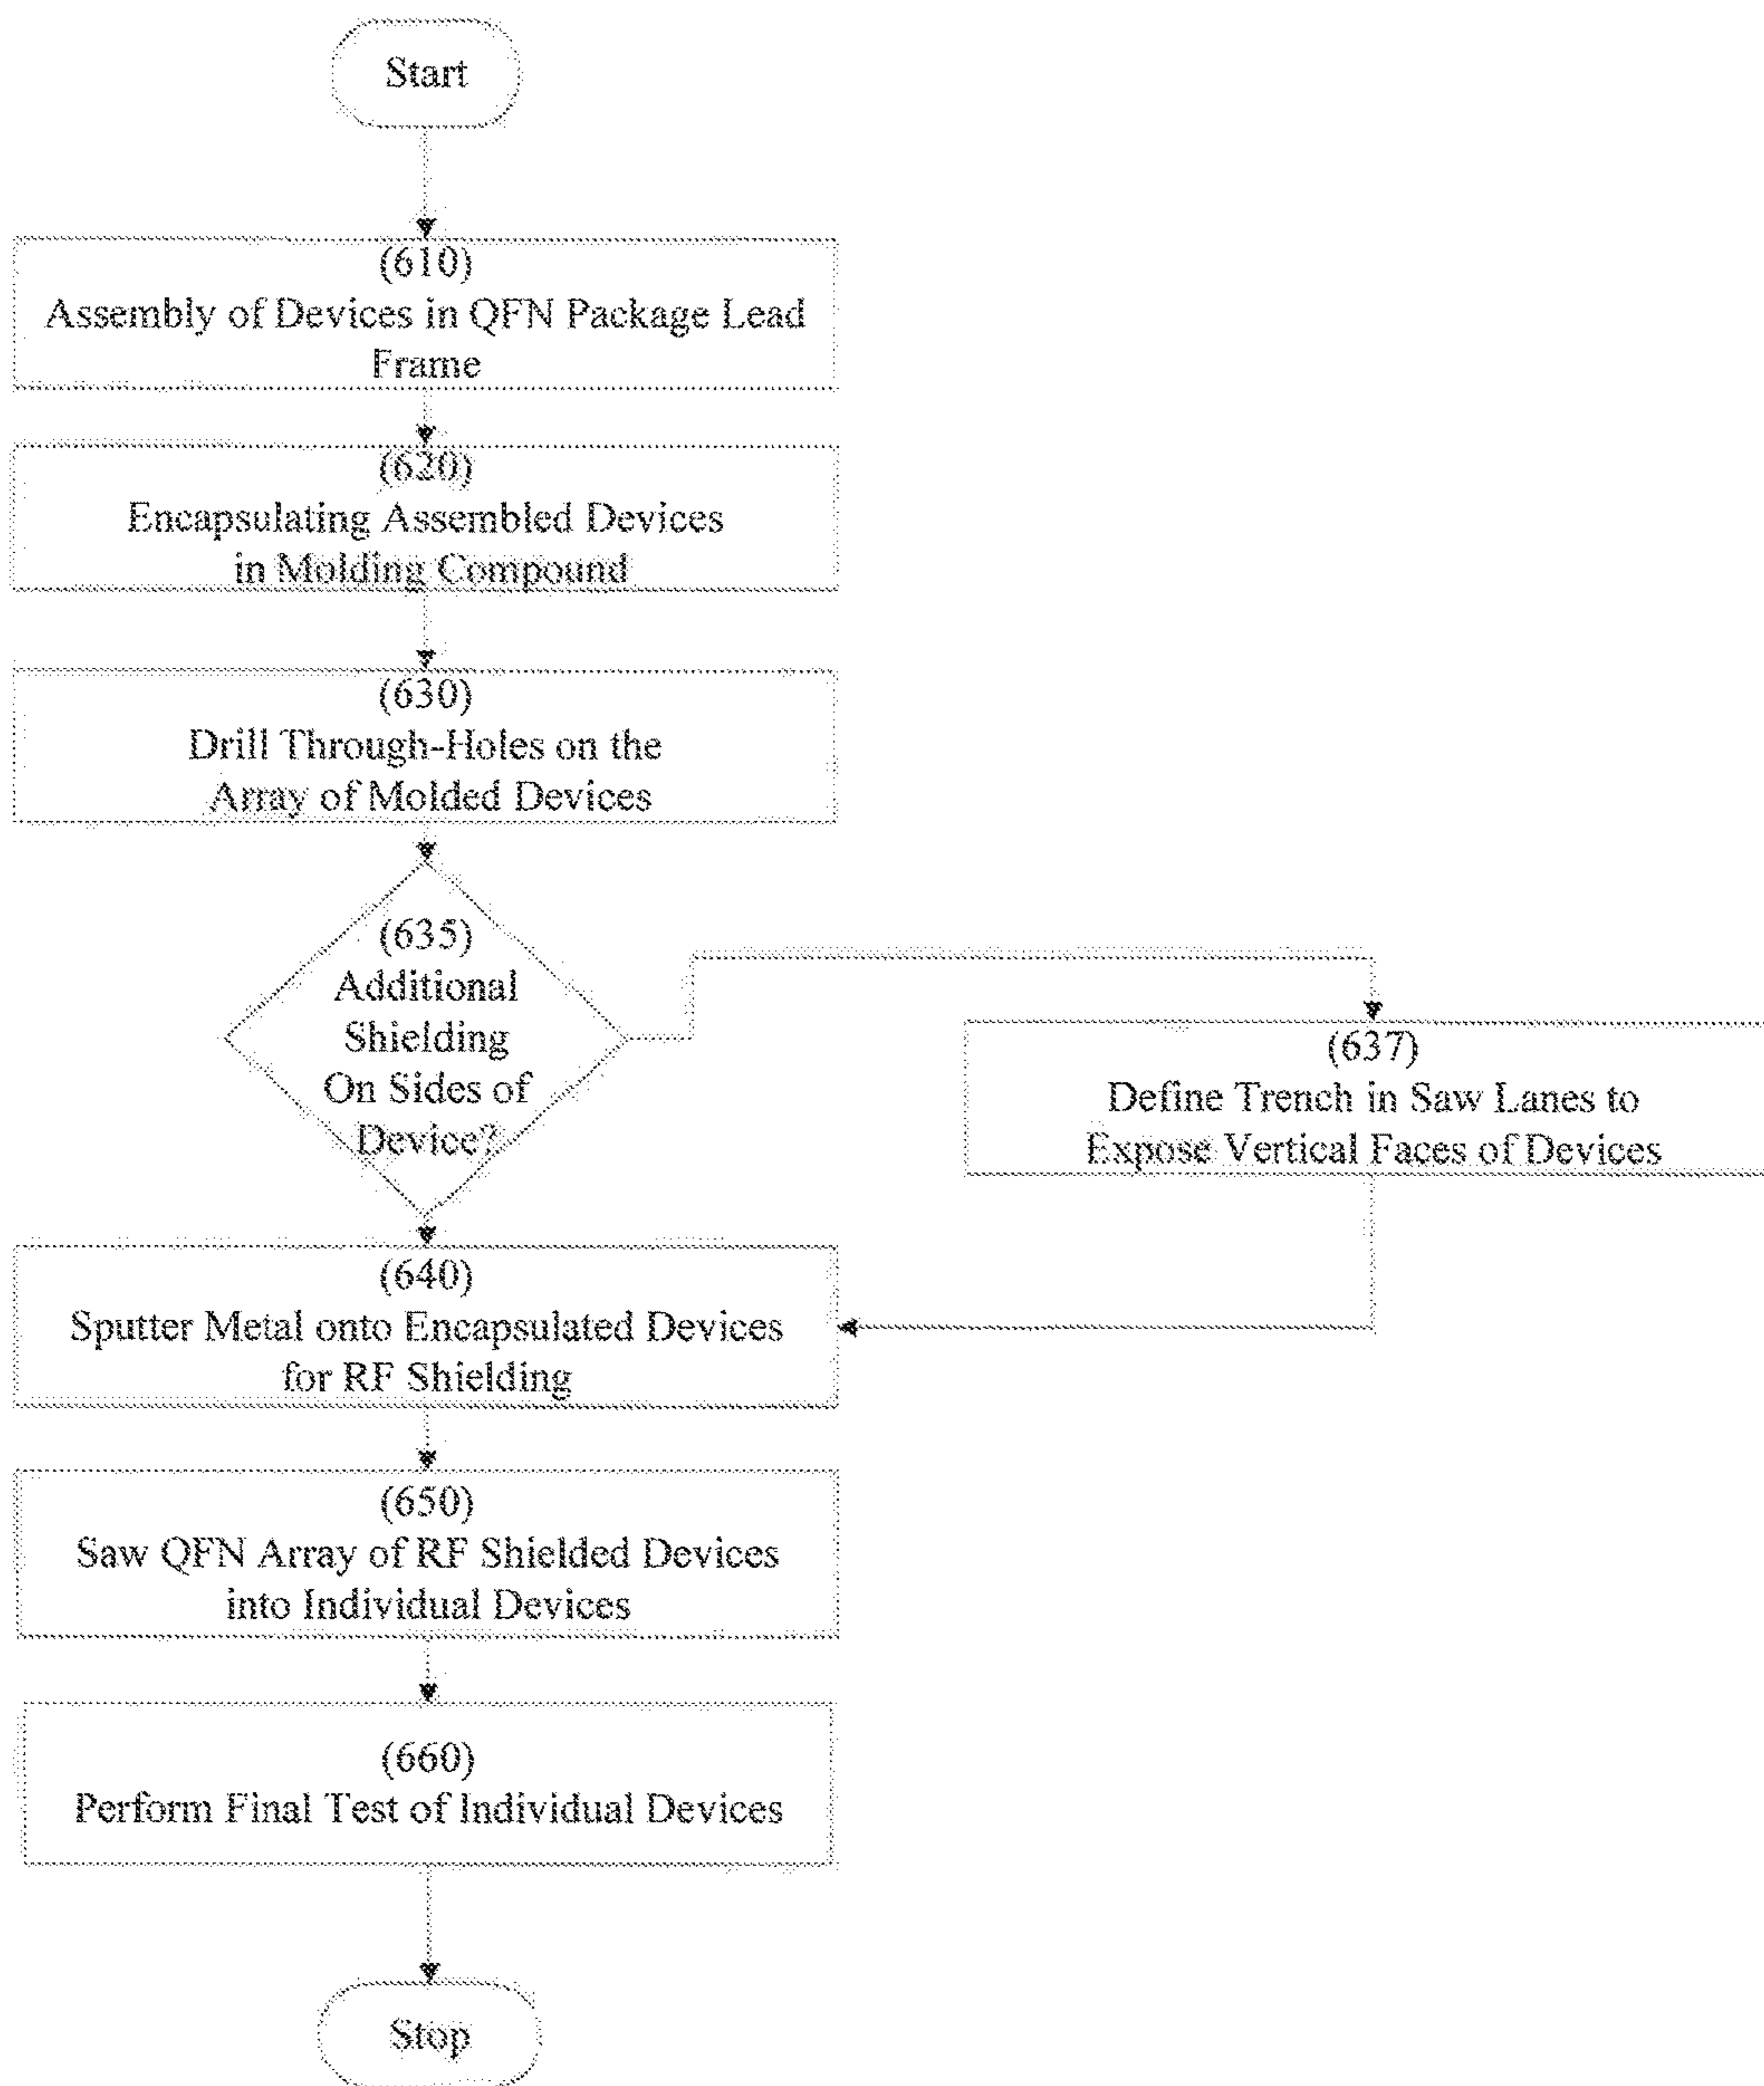 Start
(610)
Assembly of Devices in QFN Package Lead
Frame
(620)
Encapsulating Assembled Devices
in Molding Compound
(630)
Drill Through-Holes on the
Array of Molded Devices
(635)
Additional
Shielding
On Sides of
Device?
(637)
Define Trench in Saw Lanes to
Expose Vertical Faces of Devices
(640)
Sputter Metal onto Encapsulated Devices
for RF Shielding
(650)
Saw QFN Array of RF Shielded Devices
into Individual Devices
(660)
Perform Final Test of Individual Devices
Stop